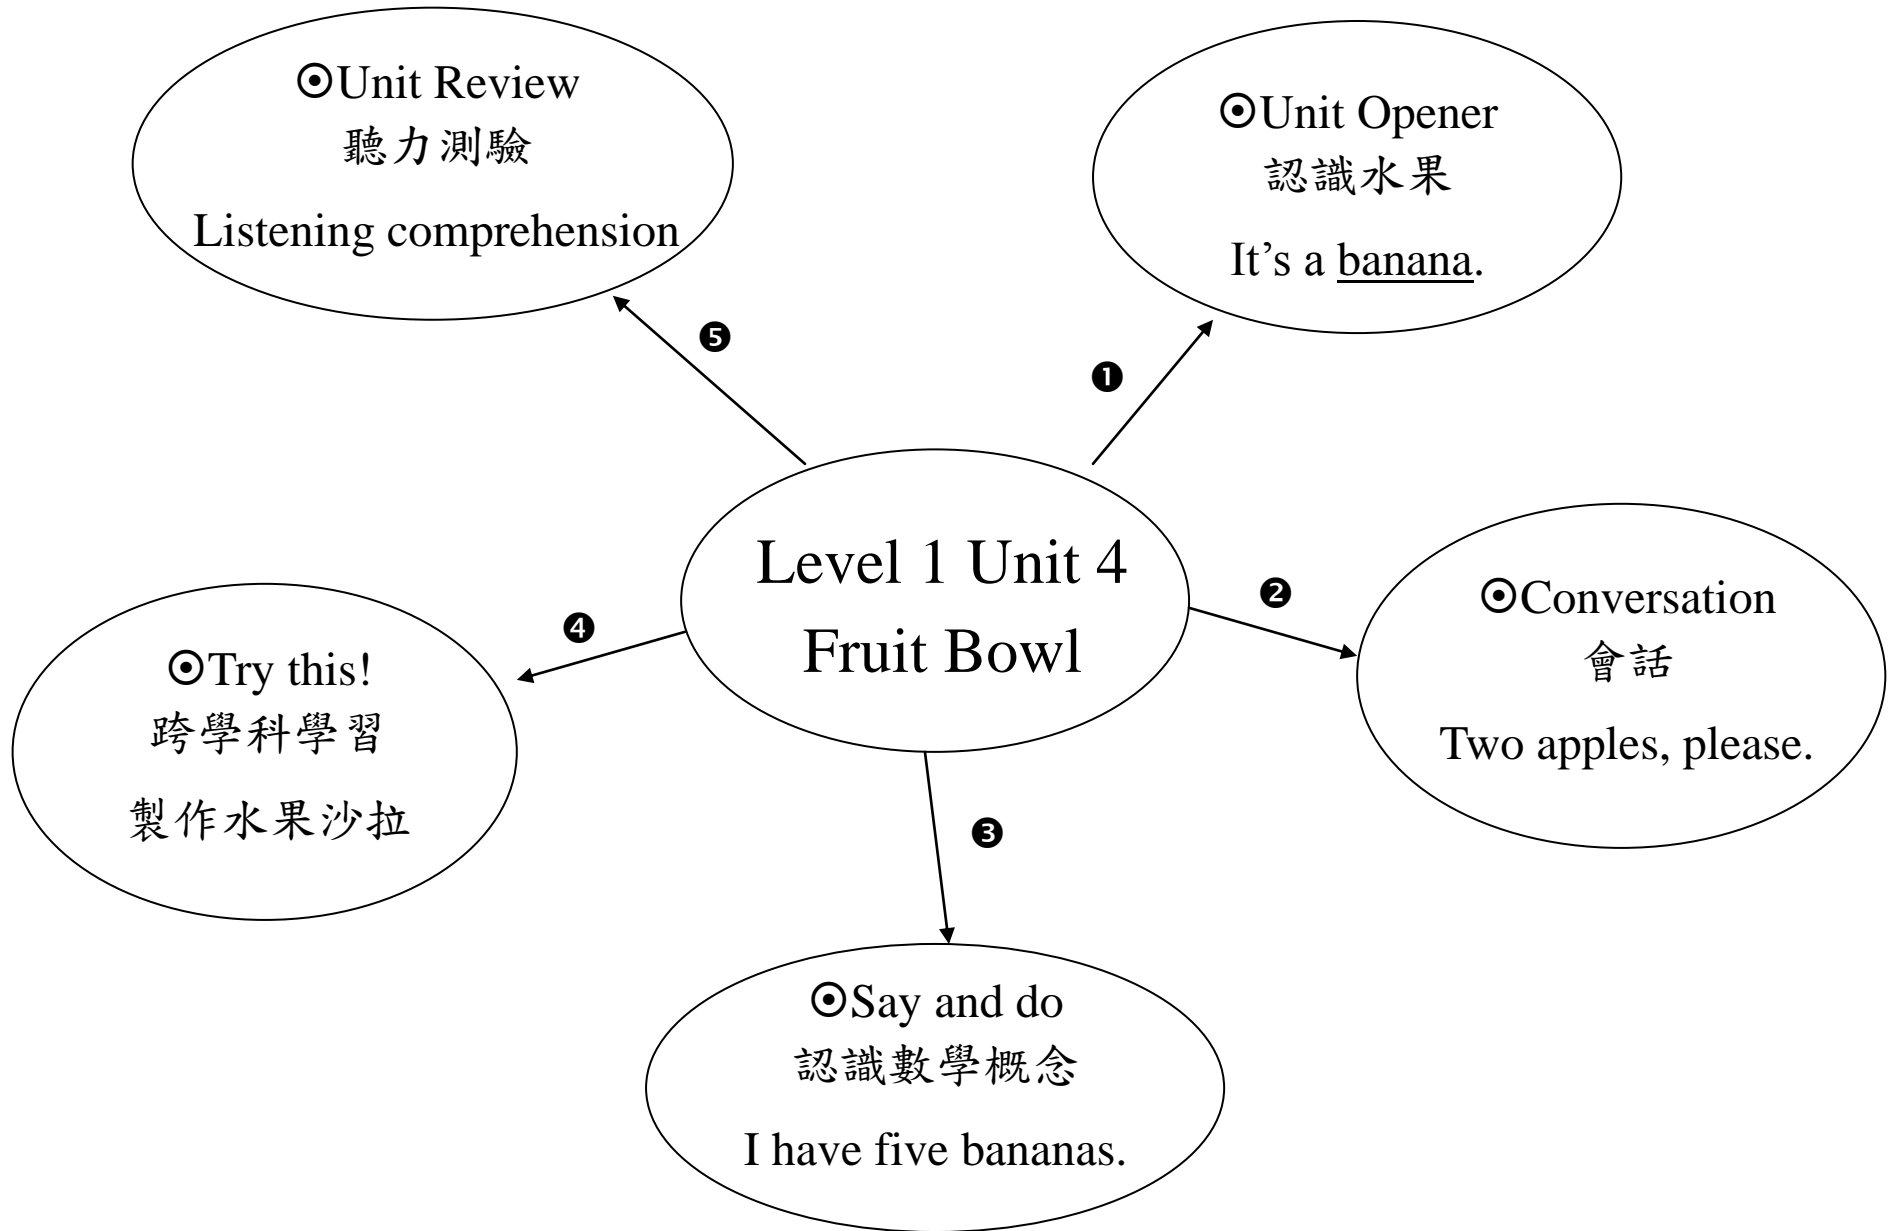 Level 1 Unit 4
Fruit Bowl
❶
⊙Unit Opener
認識水果
It’s a banana.
❷
⊙Conversation
會話
Two apples, please.
❸
⊙Say and do
認識數學概念
I have five bananas.
❹
⊙Try this!
跨學科學習
製作水果沙拉
❺
⊙Unit Review
聽力測驗
Listening comprehension